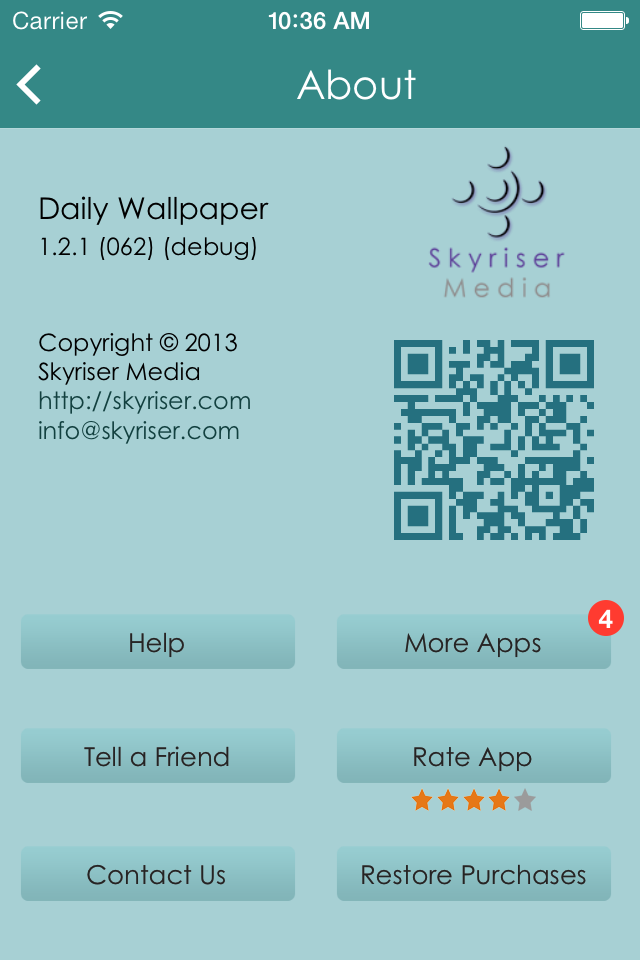 Carrier 10:36 AM
About
Daily Wallpaper
1.2.1 (062) (debug)
Skyriser
Media
Copyright © 2013
Skyriser Media
http://skyriser.com
info@skyriser.com
Help
More Apps
4
Tell a Friend
Rate App
Contact Us
Restore Purchases